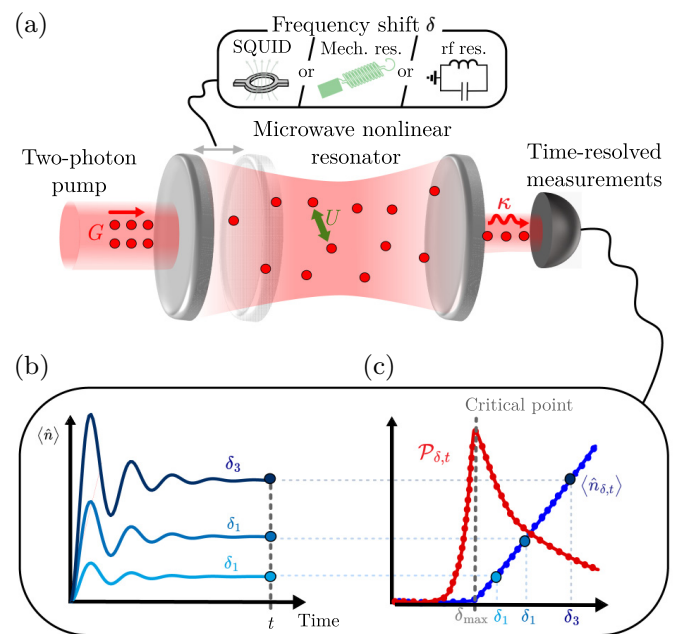 (a)
Frequency shift δ
SQUID
or
Mech. res.
or
rf res.
Microwave nonlinear
resonator
Two-photon
pump
G
U
κ
Time-resolved
measurements
(b)
⟨n̂⟩
δ₃
δ₁
δ₁
t
Time
(c)
Critical point
𝒫δ,t
⟨n̂δ,t⟩
δmax
δ₁
δ₁
δ₃